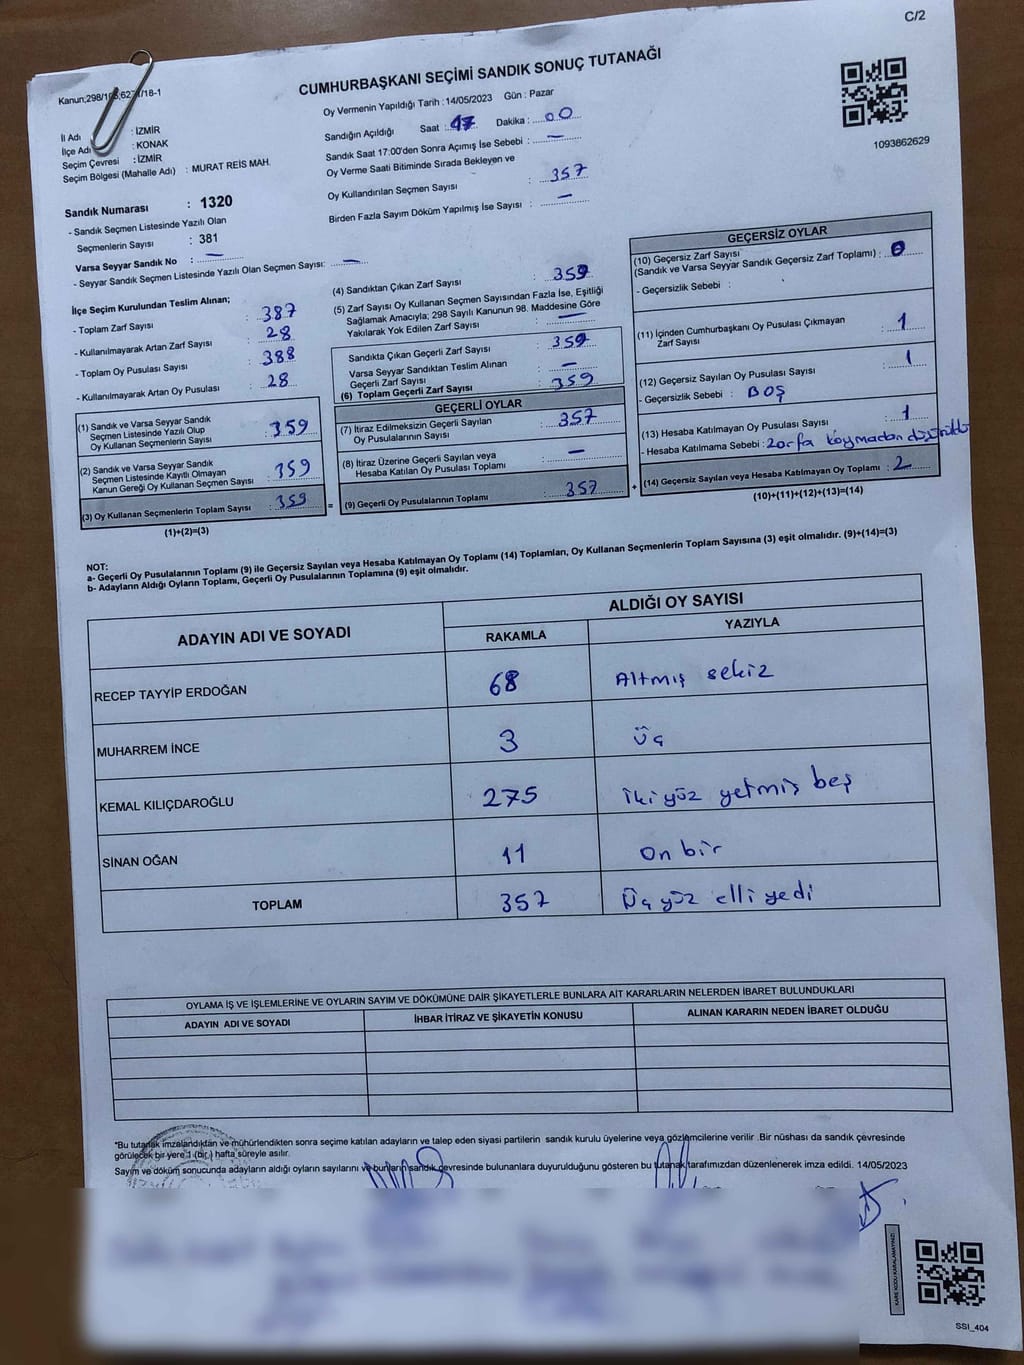 C/2
Kanun;298/105,6271/18-1
CUMHURBAŞKANI SEÇİMİ SANDIK SONUÇ TUTANAĞI
1093862629
İl Adı : İZMİR
İlçe Adı : KONAK
Seçim Çevresi : İZMİR
Seçim Bölgesi (Mahalle Adı) : MURAT REİS MAH.
Sandık Numarası : 1320
- Sandık Seçmen Listesinde Yazılı Olan
Seçmenlerin Sayısı : 381
Varsa Seyyar Sandık No : —
- Seyyar Sandık Seçmen Listesinde Yazılı Olan Seçmen Sayısı: —
Oy Vermenin Yapıldığı Tarih : 14/05/2023 Gün : Pazar
Sandığın Açıldığı Saat : 17 Dakika : 00
Sandık Saat 17:00'den Sonra Açımış İse Sebebi : —
Oy Verme Saati Bitiminde Sırada Bekleyen ve
Oy Kullandırılan Seçmen Sayısı : 357
Birden Fazla Sayım Döküm Yapılmış İse Sayısı : —
İlçe Seçim Kurulundan Teslim Alınan;
- Toplam Zarf Sayısı : 387
- Kullanılmayarak Artan Zarf Sayısı : 28
- Toplam Oy Pusulası Sayısı : 388
- Kullanılmayarak Artan Oy Pusulası : 28
(1) Sandık ve Varsa Seyyar Sandık
Seçmen Listesinde Yazılı Olup
Oy Kullanan Seçmenlerin Sayısı : 359
(2) Sandık ve Varsa Seyyar Sandık
Seçmen Listesinde Kayıtlı Olmayan
Kanun Gereği Oy Kullanan Seçmen Sayısı : 359
(3) Oy Kullanan Seçmenlerin Toplam Sayısı : 359
(1)+(2)=(3)
(4) Sandıktan Çıkan Zarf Sayısı : 359
(5) Zarf Sayısı Oy Kullanan Seçmen Sayısından Fazla İse, Eşitliği
Sağlamak Amacıyla; 298 Sayılı Kanunun 98. Maddesine Göre
Yakılarak Yok Edilen Zarf Sayısı : —
Sandıkta Çıkan Geçerli Zarf Sayısı : 359
Varsa Seyyar Sandıktan Teslim Alınan
Geçerli Zarf Sayısı : —
(6) Toplam Geçerli Zarf Sayısı : 359
GEÇERLİ OYLAR
(7) İtiraz Edilmeksizin Geçerli Sayılan
Oy Pusulasının Sayısı : 357
(8) İtiraz Üzerine Geçerli Sayılan veya
Hesaba Katılan Oy Pusulası Toplamı : —
= (9) Geçerli Oy Pusulalarının Toplamı : 357 +
GEÇERSİZ OYLAR
(10) Geçersiz Zarf Sayısı
(Sandık ve Varsa Seyyar Sandık Geçersiz Zarf Toplamı) : 0
- Geçersizlik Sebebi :
(11) İçinden Cumhurbaşkanı Oy Pusulası Çıkmayan
Zarf Sayısı : 1
(12) Geçersiz Sayılan Oy Pusulası Sayısı : 1
- Geçersizlik Sebebi : BOŞ
(13) Hesaba Katılmayan Oy Pusulası Sayısı : 1
- Hesaba Katılmama Sebebi : Zarfa koymadan
(14) Geçersiz Sayılan veya Hesaba Katılmayan Oy Toplamı : 2
(10)+(11)+(12)+(13)=(14)
NOT:
a- Geçerli Oy Pusulalarının Toplamı (9) ile Geçersiz Sayılan veya Hesaba Katılmayan Oy Toplamı (14) Toplamları, Oy Kullanan Seçmenlerin Toplam Sayısına (3) eşit olmalıdır. (9)+(14)=(3)
b- Adayların Aldığı Oyların Toplamı, Geçerli Oy Pusulalarının Toplamına (9) eşit olmalıdır.
ADAYIN ADI VE SOYADI ALDIĞI OY SAYISI
RAKAMLA YAZIYLA
RECEP TAYYİP ERDOĞAN 68 Altmış sekiz
MUHARREM İNCE 3 Üç
KEMAL KILIÇDAROĞLU 275 İki yüz yetmiş beş
SİNAN OĞAN 11 On bir
TOPLAM 357 Üç yüz elli yedi
OYLAMA İŞ VE İŞLEMLERİNE VE OYLARIN SAYIM VE DÖKÜMÜNE DAİR ŞİKAYETLERLE BUNLARA AİT KARARLARIN NELERDEN İBARET BULUNDUKLARI
ADAYIN ADI VE SOYADI İHBAR İTİRAZ VE ŞİKAYETİN KONUSU ALINAN KARARIN NEDEN İBARET OLDUĞU
*Bu tutanak imzalandıktan ve mühürlendikten sonra seçime katılan adayların ve talep eden siyasi partilerin sandık kurulu üyelerine veya gözlemcilerine verilir .Bir nüshası da sandık çevresinde
görülecek bir yere 1 (bir ) hafta süreyle asılır.
Sayım ve döküm sonucunda adayların aldığı oyların sayılarını ve bunların sandık çevresinde bulunanlara duyurulduğunu gösteren bu tutanak tarafımızdan düzenlenerek imza edildi. 14/05/2023
KARE KODU KARALAMAYINIZ!
SSI_404